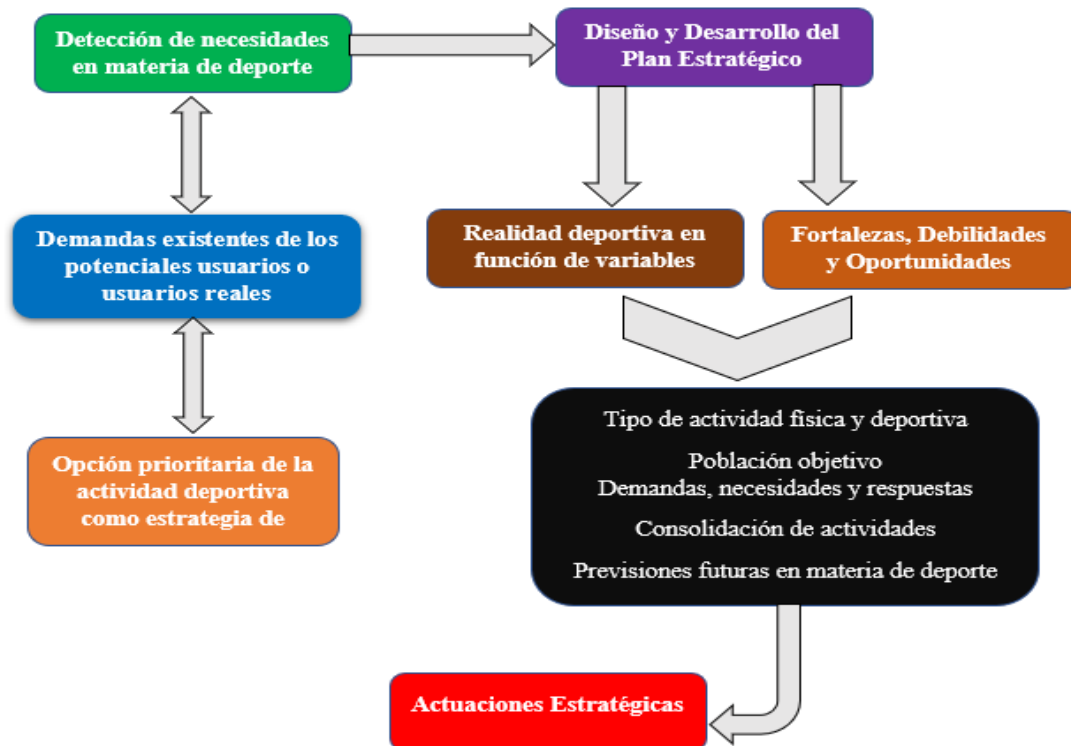 Detección de necesidades
en materia de deporte
Diseño y Desarrollo del
Plan Estratégico
Demandas existentes de los
potenciales usuarios o
usuarios reales
Realidad deportiva en
función de variables
Fortalezas, Debilidades
y Oportunidades
Opción prioritaria de la
actividad deportiva
como estrategia de
Tipo de actividad física y deportiva
Población objetivo
Demandas, necesidades y respuestas
Consolidación de actividades
Previsiones futuras en materia de deporte
Actuaciones Estratégicas